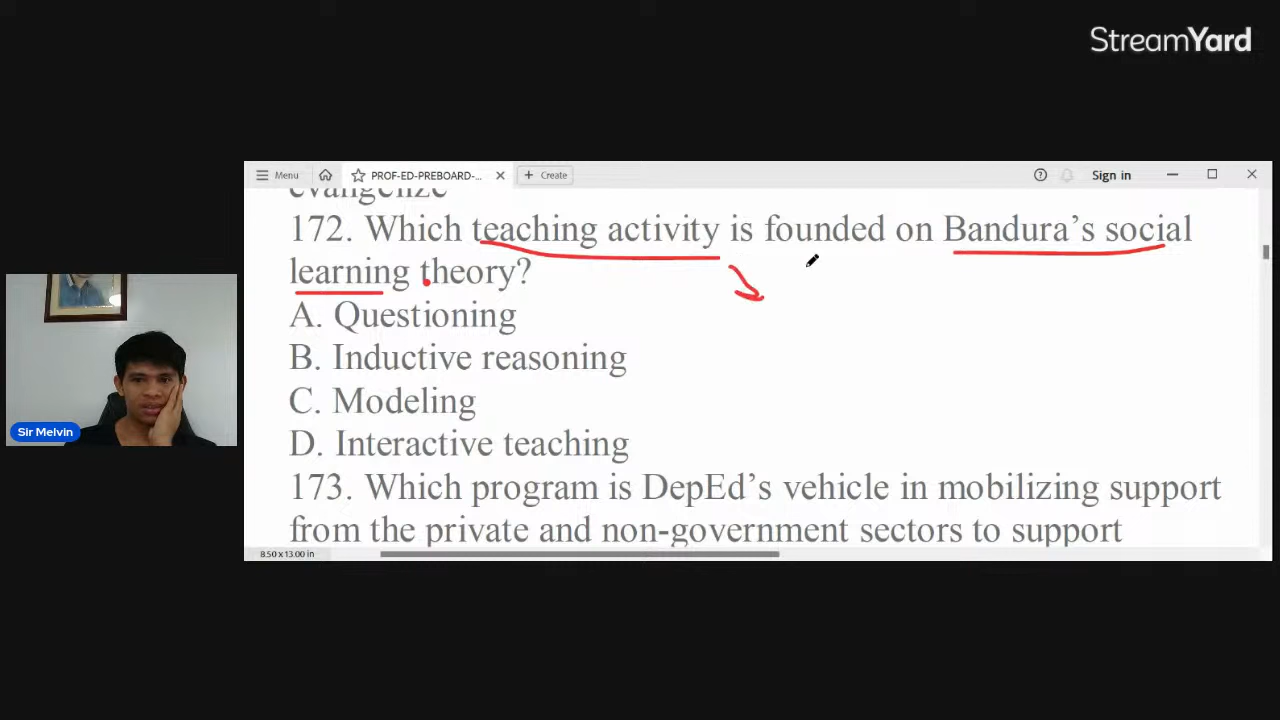 StreamYard
Menu
PROF-ED-PREBOARD-...
Create
Sign in
evangelize
172. Which teaching activity is founded on Bandura's social
learning theory?
A. Questioning
B. Inductive reasoning
C. Modeling
D. Interactive teaching
173. Which program is DepEd's vehicle in mobilizing support
from the private and non-government sectors to support
8.50 x 13.00 in
Sir Melvin